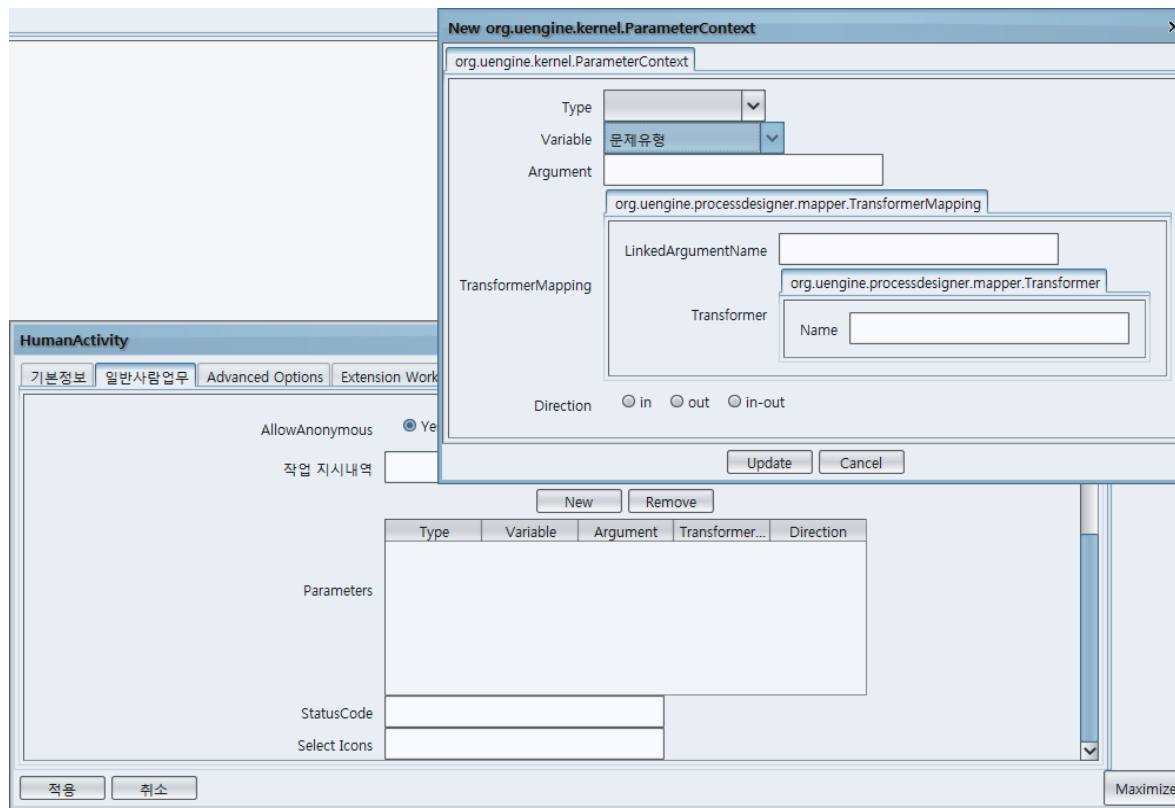 New org.uengine.kernel.ParameterContext
org.uengine.kernel.ParameterContext
Type
Variable 문제유형
Argument
org.uengine.processdesigner.mapper.TransformerMapping
LinkedArgumentName
TransformerMapping
org.uengine.processdesigner.mapper.Transformer
Transformer
Name
Direction in out in-out
Update Cancel
HumanActivity
기본정보 일반사람업무 Advanced Options Extension Work
AllowAnonymous
작업 지시내역
New Remove
Type Variable Argument Transformer... Direction
Parameters
StatusCode
Select Icons
적용 취소
Maximize